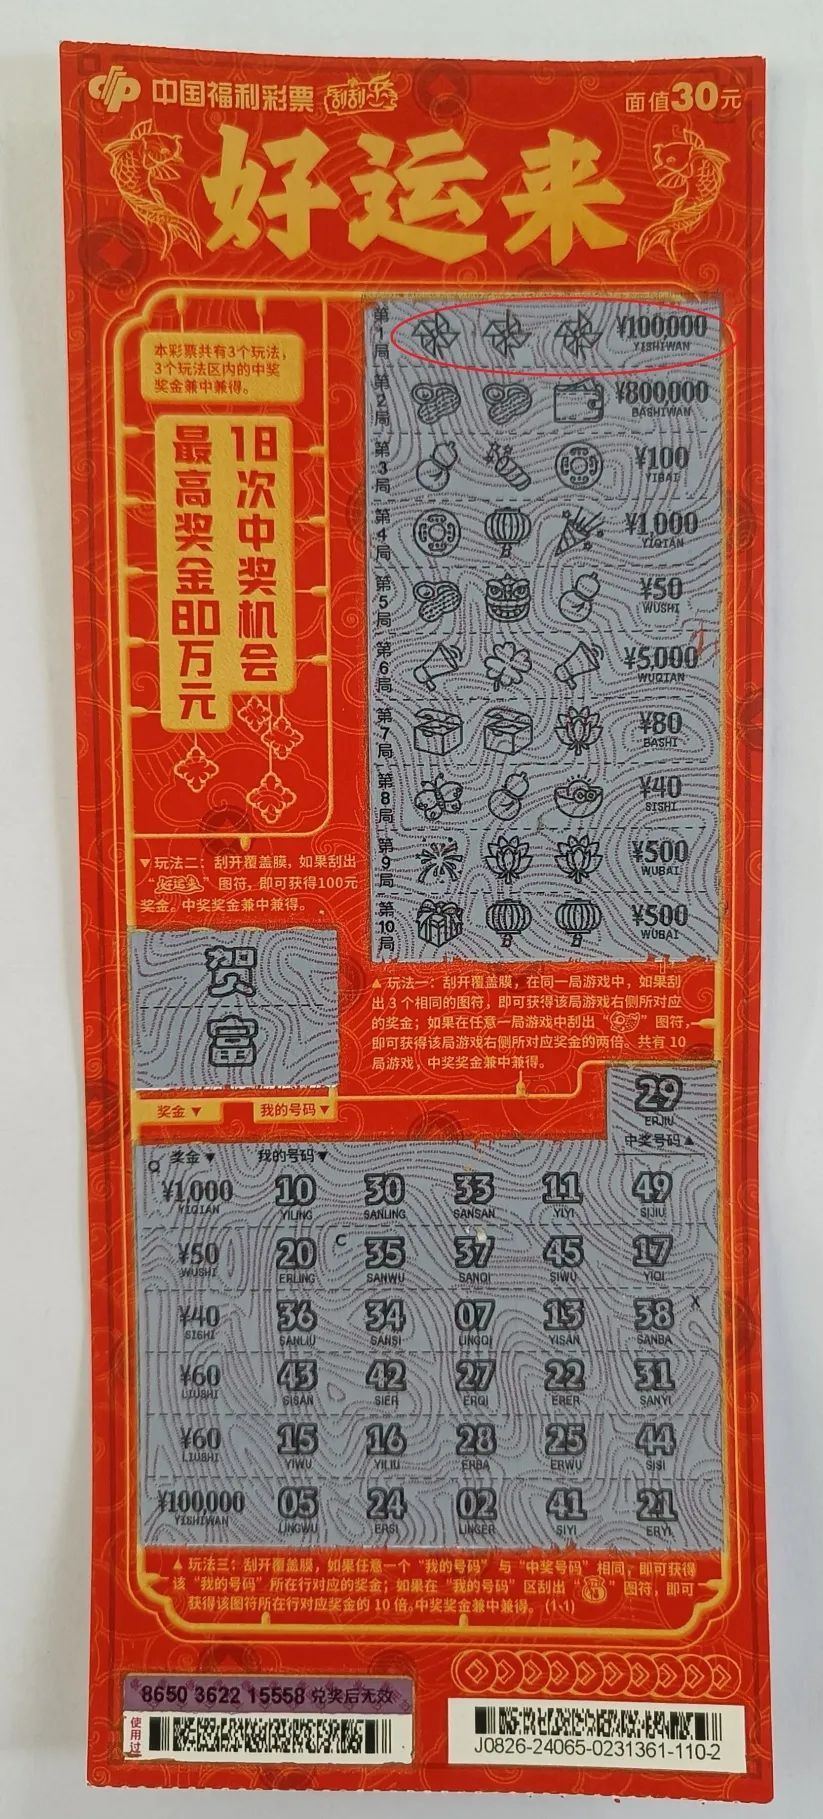 中国福利彩票 刮刮乐
面值30元
好运来
本彩票共有3个玩法，
3个玩法区内的中奖
奖金兼中兼得。
18次中奖机会
最高奖金80万元
第1局 ¥100,000
YISHIWAN
第2局 ¥800,000
BASHIWAN
第3局 ¥100
YIBAI
第4局 ¥1,000
YIQIAN
第5局 ¥50
WUSHI
第6局 ¥5,000
WUQIAN
第7局 ¥80
BASHI
第8局 ¥40
SISHI
第9局 ¥500
WUBAI
第10局 ¥500
WUBAI
▲玩法一：刮开覆盖膜，在同一局游戏中，如果刮
出3个相同的图符，即可获得该局游戏右侧所对应
的奖金；如果在任意一局游戏中刮出“ ”图符，
即可获得该局游戏右侧所对应奖金的两倍。共有10
局游戏，中奖奖金兼中兼得。
▼玩法二：刮开覆盖膜，如果刮出
“好运来”图符，即可获得100元
奖金。中奖奖金兼中兼得。
贺
富
奖金▼ 我的号码▼
29
ERJIU
中奖号码▲
奖金▼ 我的号码▼
¥1,000 10 30 33 11 49
YIQIAN YILING SANLING SANSAN YIYI SIJIU
¥50 20 35 37 45 17
WUSHI ERLING SANWU SANQI SIWU YIQI
¥40 36 34 07 13 38
SISHI SANLIU SANSI LINGQI YISAN SANBA
¥60 43 42 27 22 31
LIUSHI SISAN SIER ERQI ERER SANYI
¥60 15 16 28 25 44
LIUSHI YIWU YILIU ERBA ERWU SISI
¥100,000 05 24 02 41 21
YISHIWAN LINGWU ERSI LINGER SIYI ERYI
▲玩法三：刮开覆盖膜，如果任意一个“我的号码”与“中奖号码”相同，即可获得
该“我的号码”所在行对应的奖金；如果在“我的号码”区刮出“ ”图符，即可
获得该图符所在行对应奖金的10倍。中奖奖金兼中兼得。(1-1)
8650 3622 15558 兑奖后无效
使用过
J0826-24065-0231361-110-2